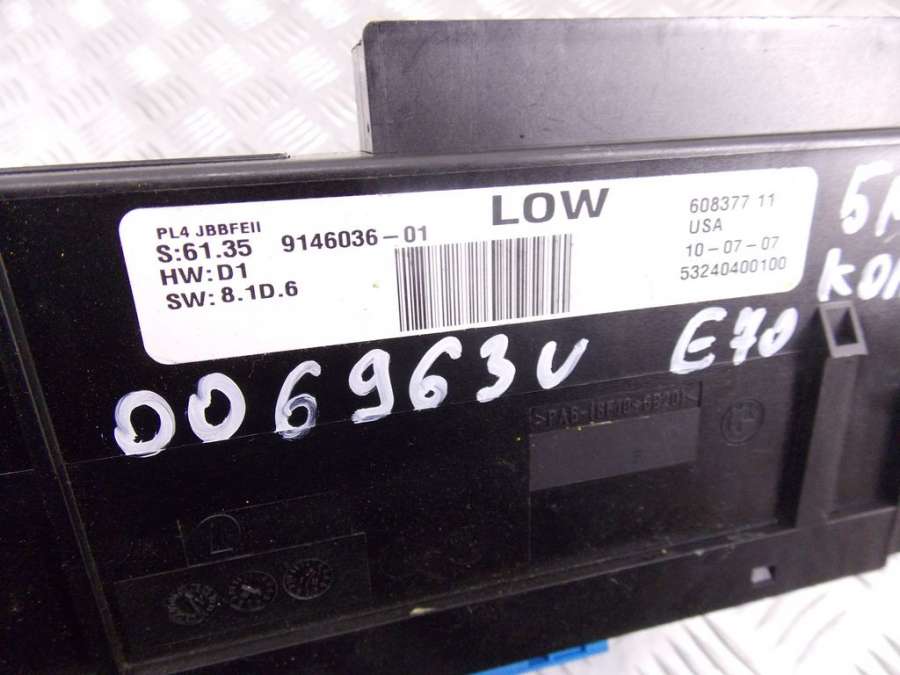 PL4 JBBFEII
S:61.35 9146036-01
HW:D1
SW: 8.1D.6
LOW
608377 11
USA
10-07-07
53240400100
006963U E70